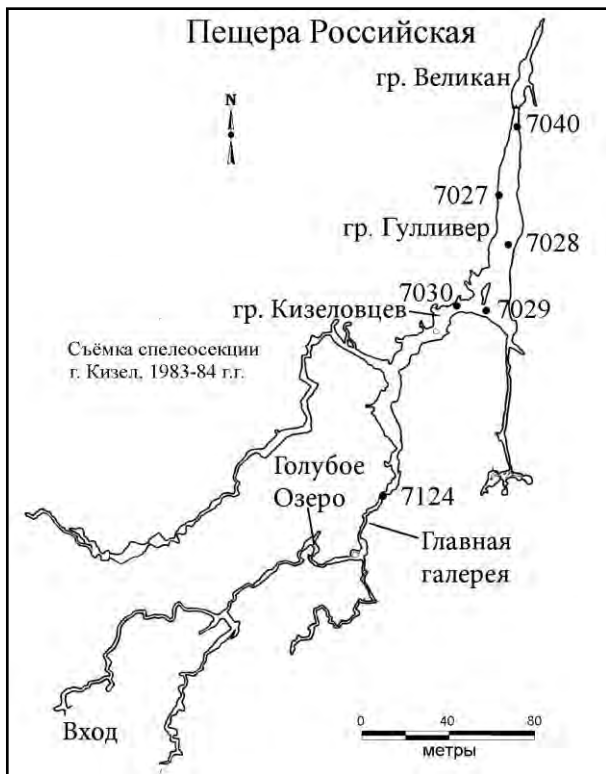 Пещера Российская
гр. Великан
N
7040
7027
гр. Гулливер
7028
7030
7029
гр. Кизеловцев
Съёмка спелеосекции
г. Кизел, 1983-84 г.г.
Голубое
Озеро
7124
Главная
галерея
Вход
0 40 80
метры